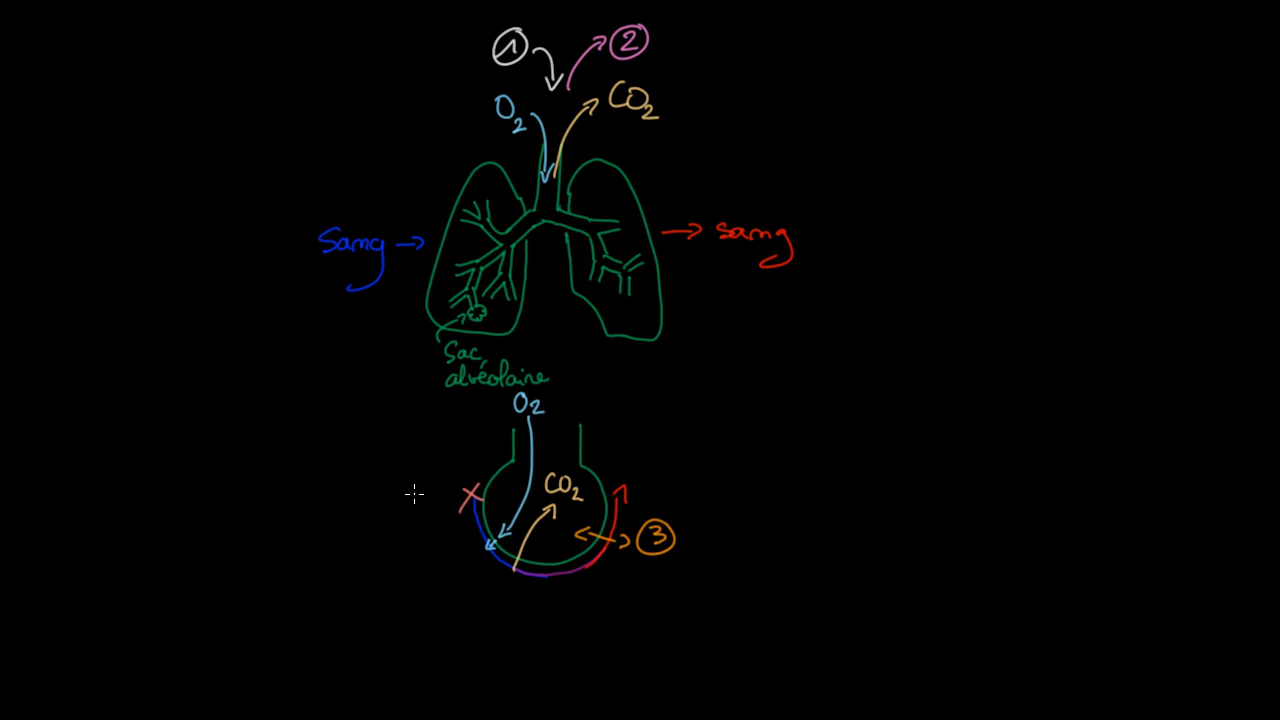 1 2
O2 CO2
Sang → → sang
Sac
alvéolaire
O2
CO2
3